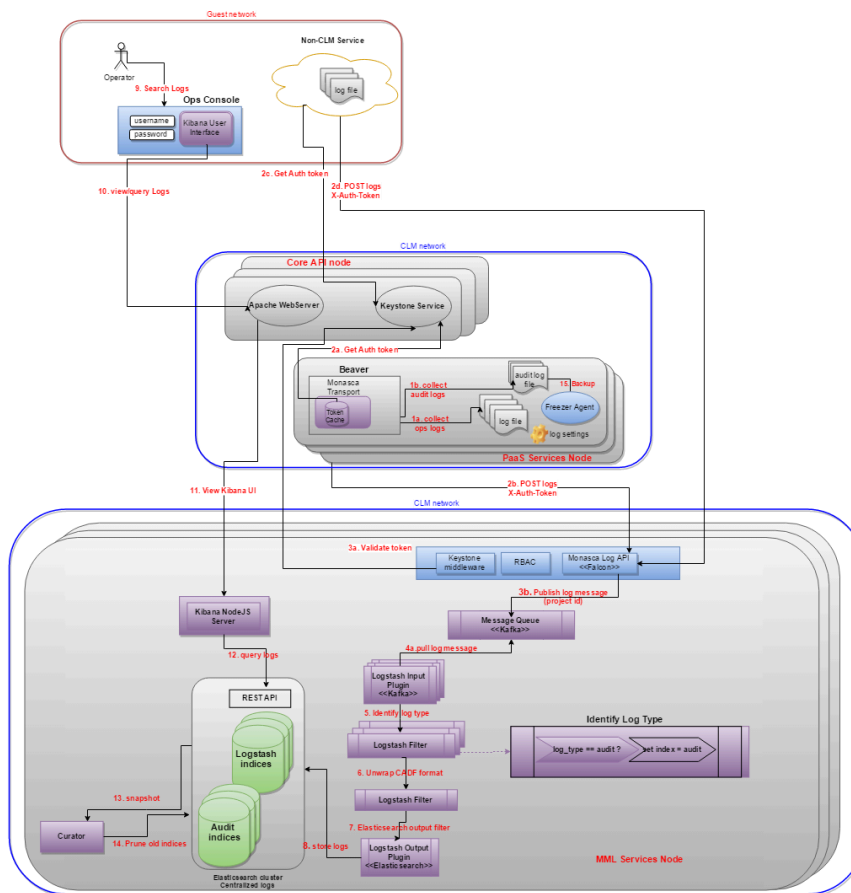 Guest network
Non-CLM Service
Operator
log file
9. Search Logs
Ops Console
username
password
Kibana User
Interface
2c. Get Auth token
10. view/query Logs
2d. POST logs
X-Auth-Token
CLM network
Core API node
Apache WebServer
Keystone Service
2a. Get Auth token
Beaver
Monasca
Transport
Token
Cache
1b. collect
audit logs
1a. collect
ops logs
audit log
file
15. Backup
Freezer Agent
log file
log settings
PaaS Services Node
11. View Kibana UI
2b. POST logs
X-Auth-Token
CLM network
3a. Validate token
Keystone
middleware
RBAC
Monasca Log API
<<Falcon>>
3b. Publish log message
(project id)
Kibana NodeJS
Server
Message Queue
<<Kafka>>
12. query logs
4a.pull log message
REST API
Logstash Input
Plugin
<<Kafka>>
5. Identify log type
Identify Log Type
Logstash Filter
log_type == audit ?
set index = audit
Logstash
indices
6. Unwrap CADF format
13. snapshot
Logstash Filter
Audit
indices
7. Elasticsearch output filter
Curator
14. Prune old indices
8. store logs
Logstash Output
Plugin
<<Elasticsearch>>
MML Services Node
Elasticsearch cluster
Centralized logs